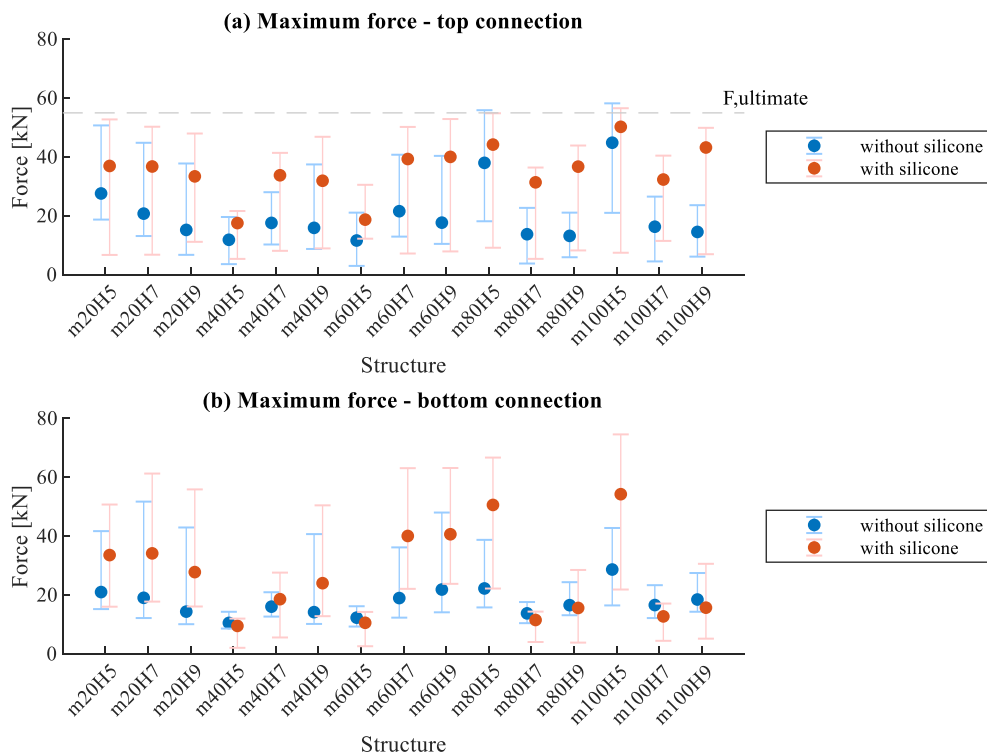 (a) Maximum force - top connection
80
60
40
20
0
Force [kN]
F,ultimate
without silicone
with silicone
m20H5
m20H7
m20H9
m40H5
m40H7
m40H9
m60H5
m60H7
m60H9
m80H5
m80H7
m80H9
m100H5
m100H7
m100H9
Structure
(b) Maximum force - bottom connection
80
60
40
20
0
Force [kN]
without silicone
with silicone
m20H5
m20H7
m20H9
m40H5
m40H7
m40H9
m60H5
m60H7
m60H9
m80H5
m80H7
m80H9
m100H5
m100H7
m100H9
Structure